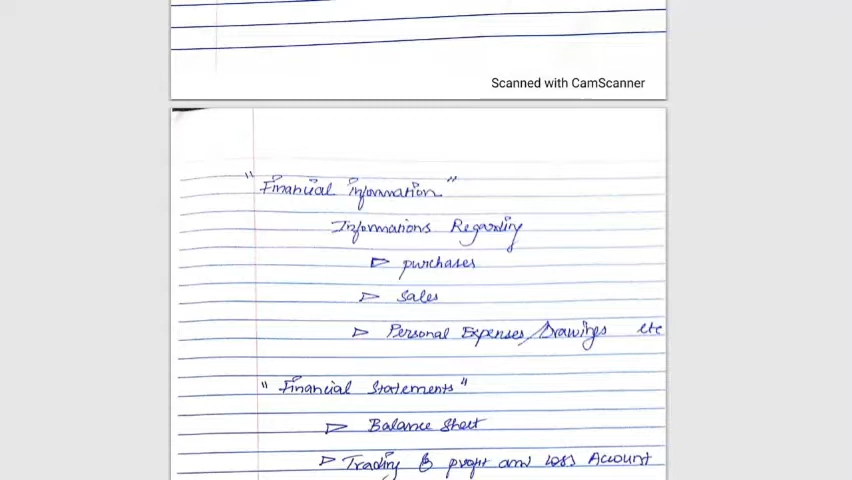 Scanned with CamScanner
"Financial Information"
Informations Regarding
▷ purchases
▷ Sales
▷ Personal Expenses/Drawings etc
"Financial Statements"
▷ Balance Sheet
▷ Trading & profit and loss Account